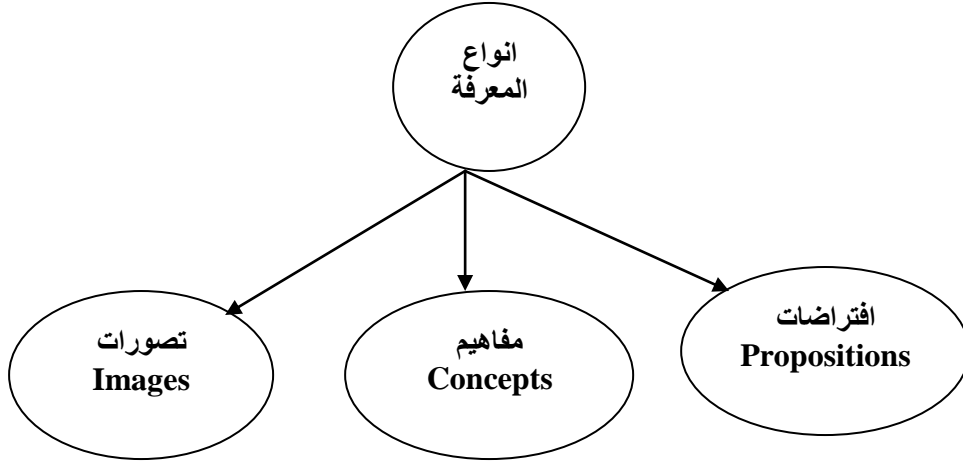 انواع
المعرفة
افتراضات
Propositions
مفاهيم
Concepts
تصورات
Images